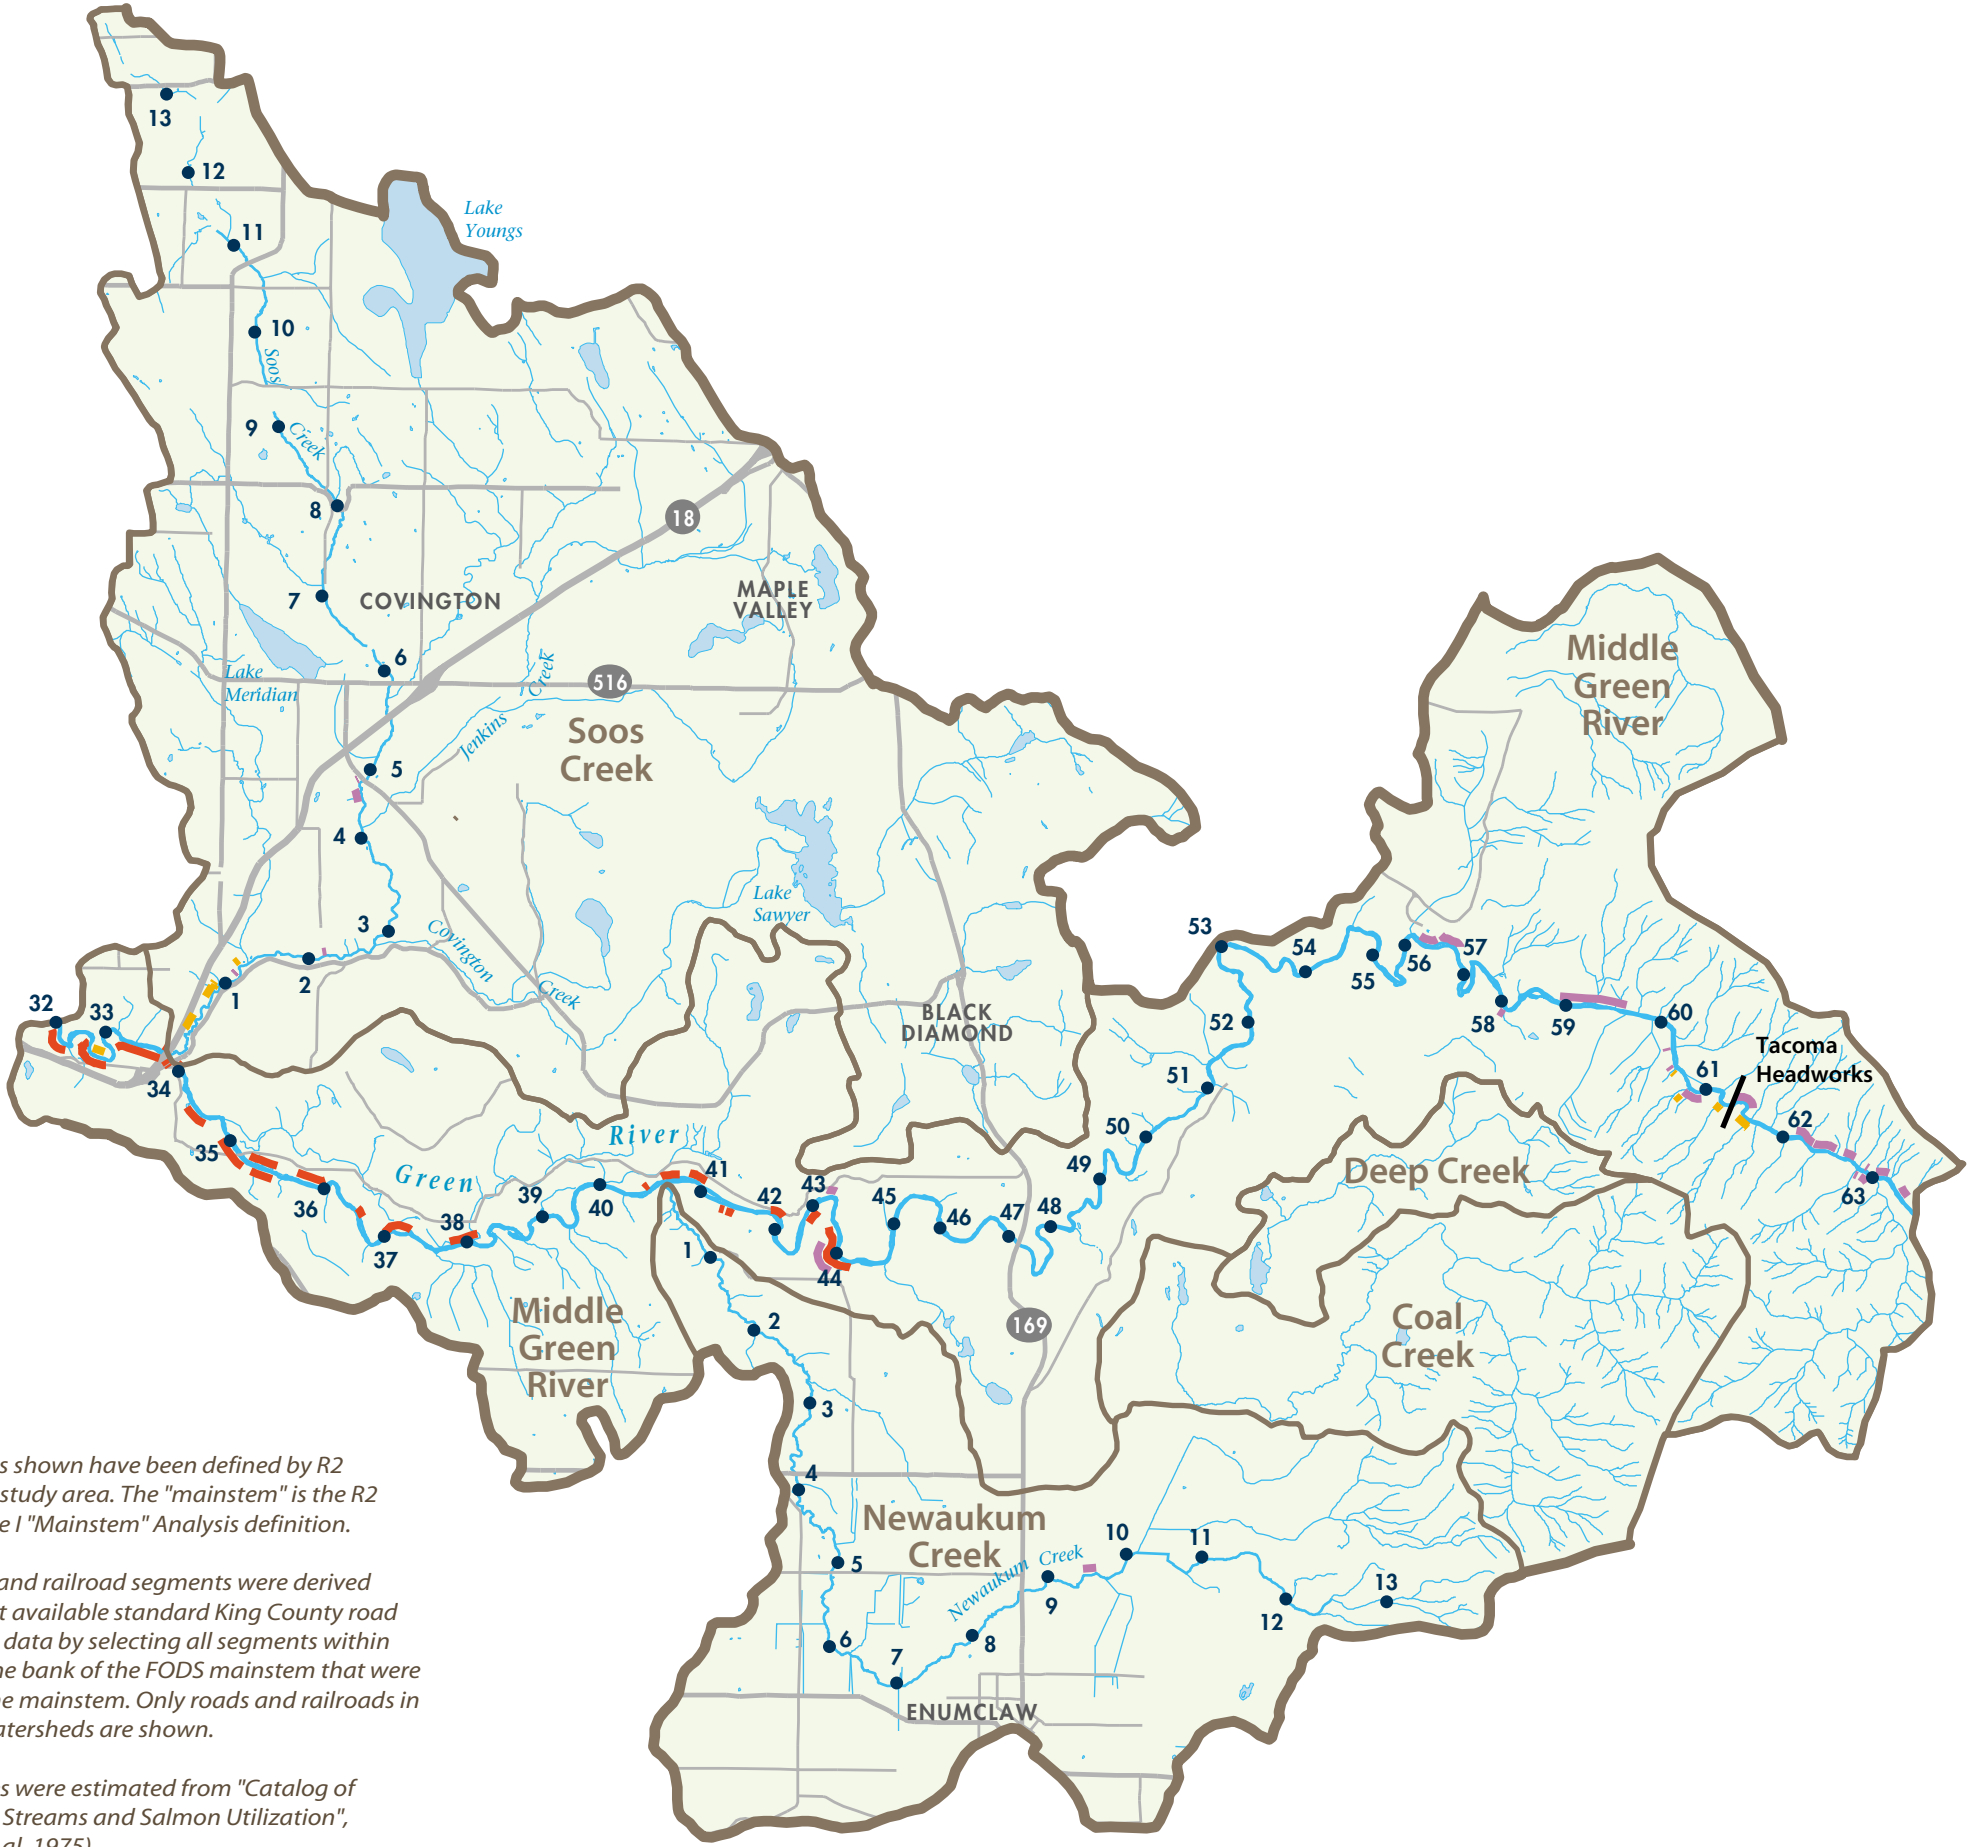 13
12
11
Lake
Youngs
10
Soos
9
Creek
8
18
7
COVINGTON
MAPLE
VALLEY
6
Lake
Meridian
Creek
516
Jenkins
Soos
Creek
Middle
Green
River
5
4
3
Lake
Sawyer
Covington
Creek
2
1
32
33
34
BLACK
DIAMOND
53
54
55
56
57
52
58
59
60
51
61
Tacoma
Headworks
62
63
50
49
48
47
46
45
44
43
42
41
River
Green
40
39
38
37
36
35
Deep Creek
Coal
Creek
169
Middle
Green
River
1
2
3
4
5
6
7
8
9
10
11
12
13
Newaukum
Creek
Newaukum Creek
ENUMCLAW
s shown have been defined by R2
study area. The "mainstem" is the R2
e I "Mainstem" Analysis definition.
and railroad segments were derived
t available standard King County road
data by selecting all segments within
ne bank of the FODS mainstem that were
ne mainstem. Only roads and railroads in
atersheds are shown.
s were estimated from "Catalog of
Streams and Salmon Utilization",
al. 1975)